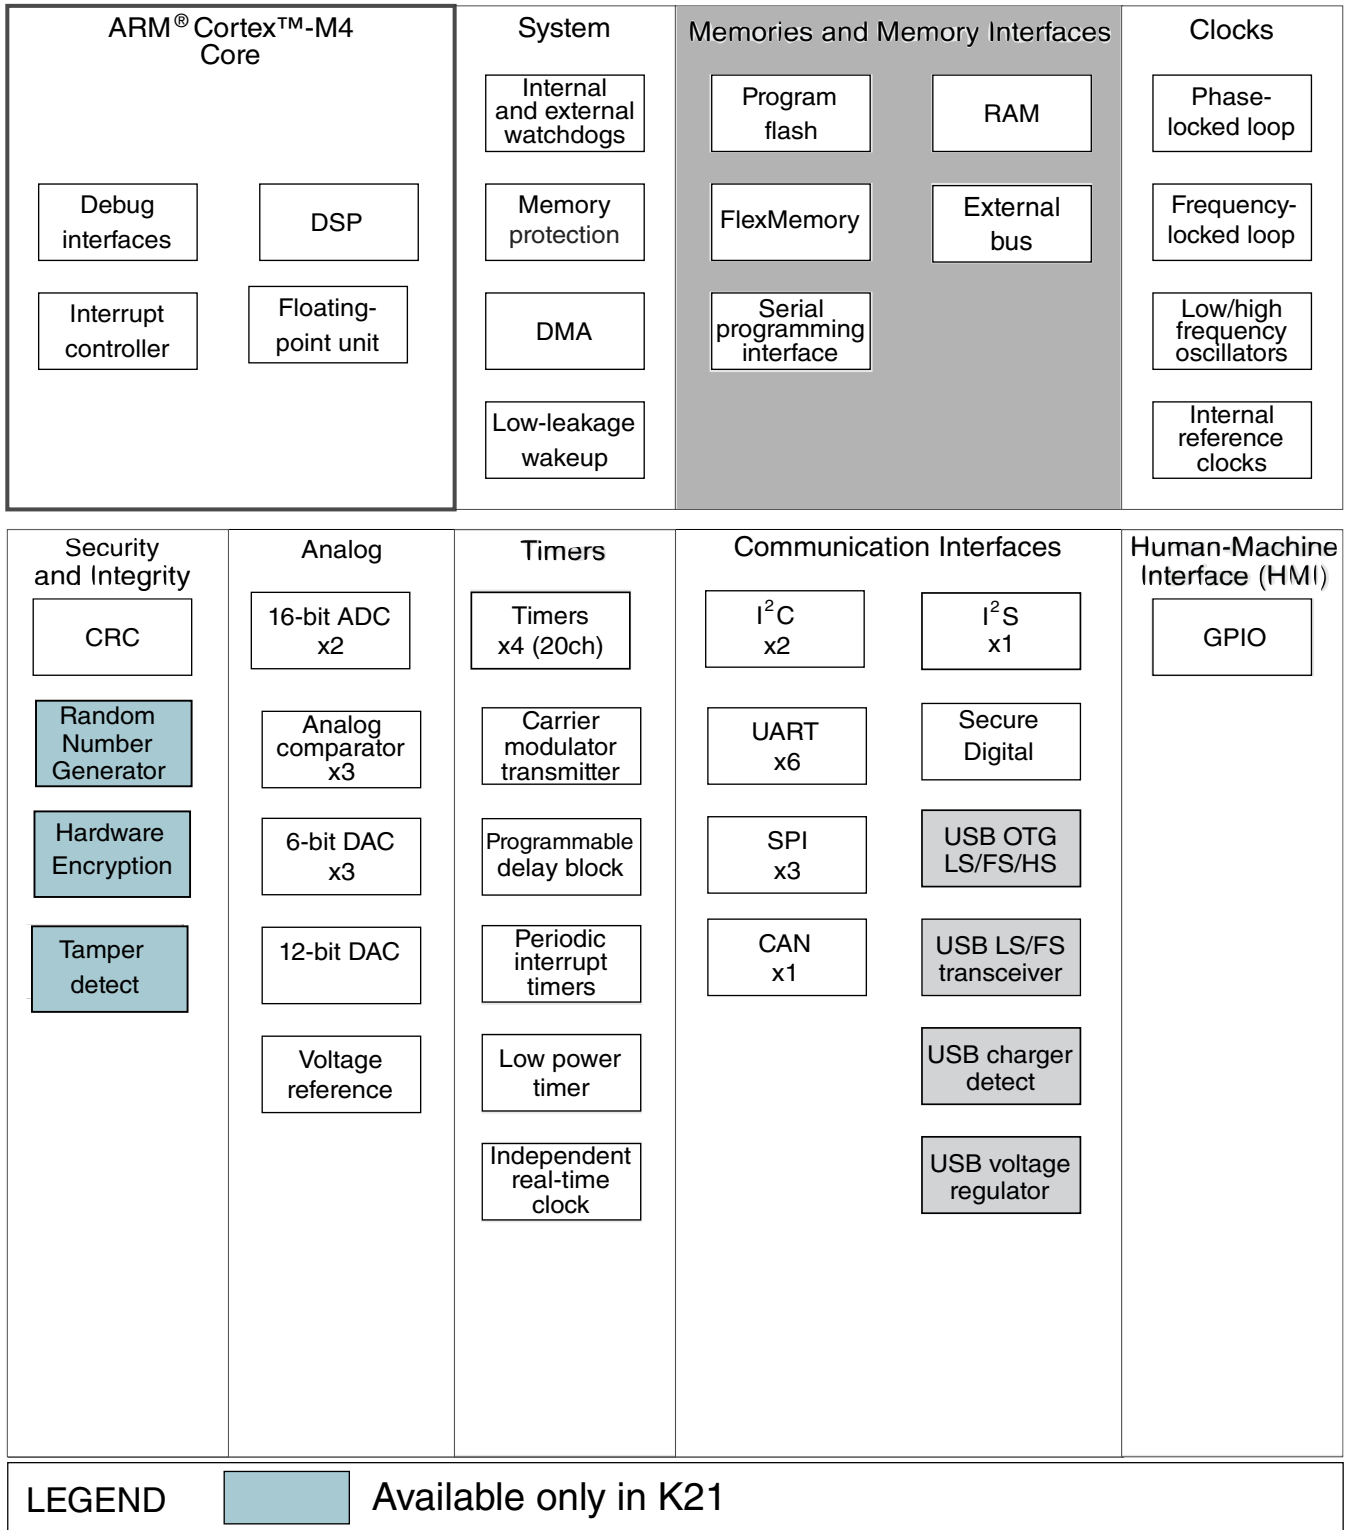 ARM® Cortex™-M4
Core
Debug
interfaces
DSP
Interrupt
controller
Floating-
point unit
System
Internal
and external
watchdogs
Memory
protection
DMA
Low-leakage
wakeup
Memories and Memory Interfaces
Program
flash
RAM
FlexMemory
External
bus
Serial
programming
interface
Clocks
Phase-
locked loop
Frequency-
locked loop
Low/high
frequency
oscillators
Internal
reference
clocks
Security
and Integrity
CRC
Random
Number
Generator
Hardware
Encryption
Tamper
detect
Analog
16-bit ADC
x2
Analog
comparator
x3
6-bit DAC
x3
12-bit DAC
Voltage
reference
Timers
Timers
x4 (20ch)
Carrier
modulator
transmitter
Programmable
delay block
Periodic
interrupt
timers
Low power
timer
Independent
real-time
clock
Communication Interfaces
I²C
x2
I²S
x1
UART
x6
Secure
Digital
SPI
x3
USB OTG
LS/FS/HS
CAN
x1
USB LS/FS
transceiver
USB charger
detect
USB voltage
regulator
Human-Machine
Interface (HMI)
GPIO
LEGEND
Available only in K21